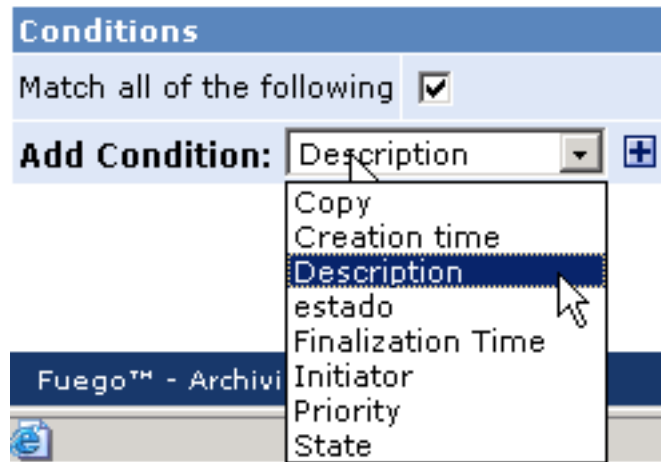 Conditions
Match all of the following
Add Condition: Description
Copy
Creation time
Description
estado
Finalization Time
Fuego™ - Archivi
Initiator
Priority
State